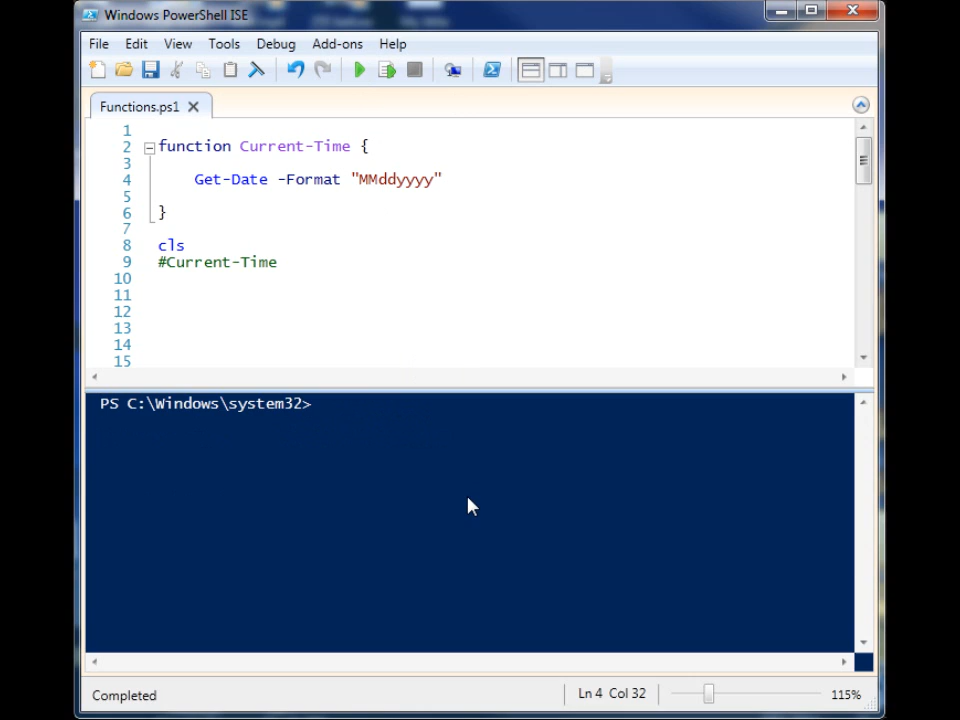 Windows PowerShell ISE
File Edit View Tools Debug Add-ons Help
Functions.ps1
1
2 function Current-Time {
3
4 Get-Date -Format "MMddyyyy"
5
6 }
7
8 cls
9 #Current-Time
10
11
12
13
14
15
PS C:\Windows\system32>
Completed Ln 4 Col 32 115%